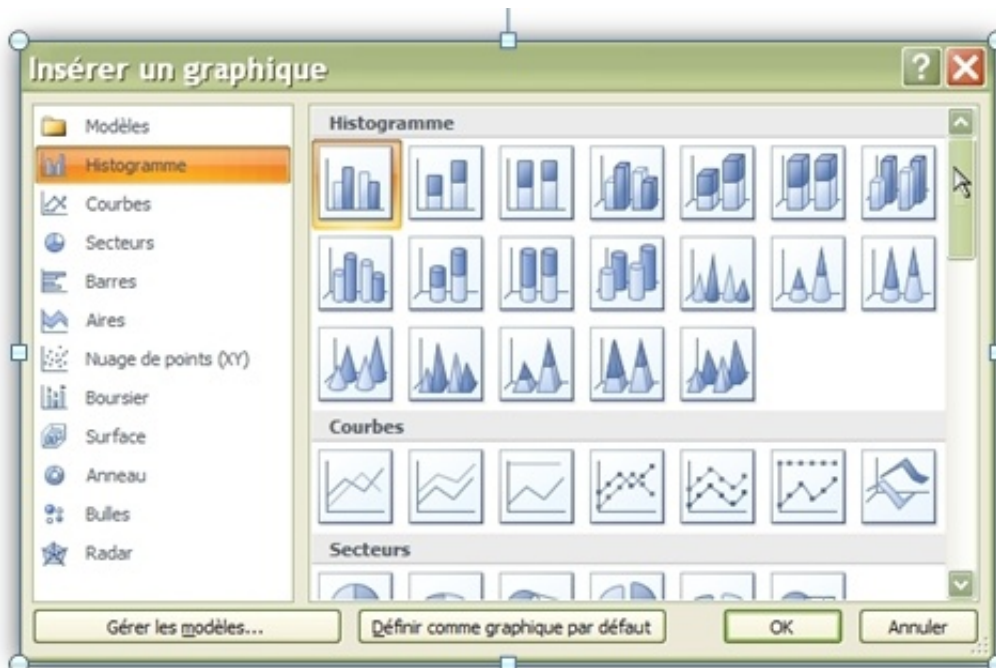 Insérer un graphique
?
Modèles
Histogramme
Courbes
Secteurs
Barres
Aires
Nuage de points (XY)
Boursier
Surface
Anneau
Bulles
Radar
Histogramme
Courbes
Secteurs
Gérer les modèles...
Définir comme graphique par défaut
OK
Annuler